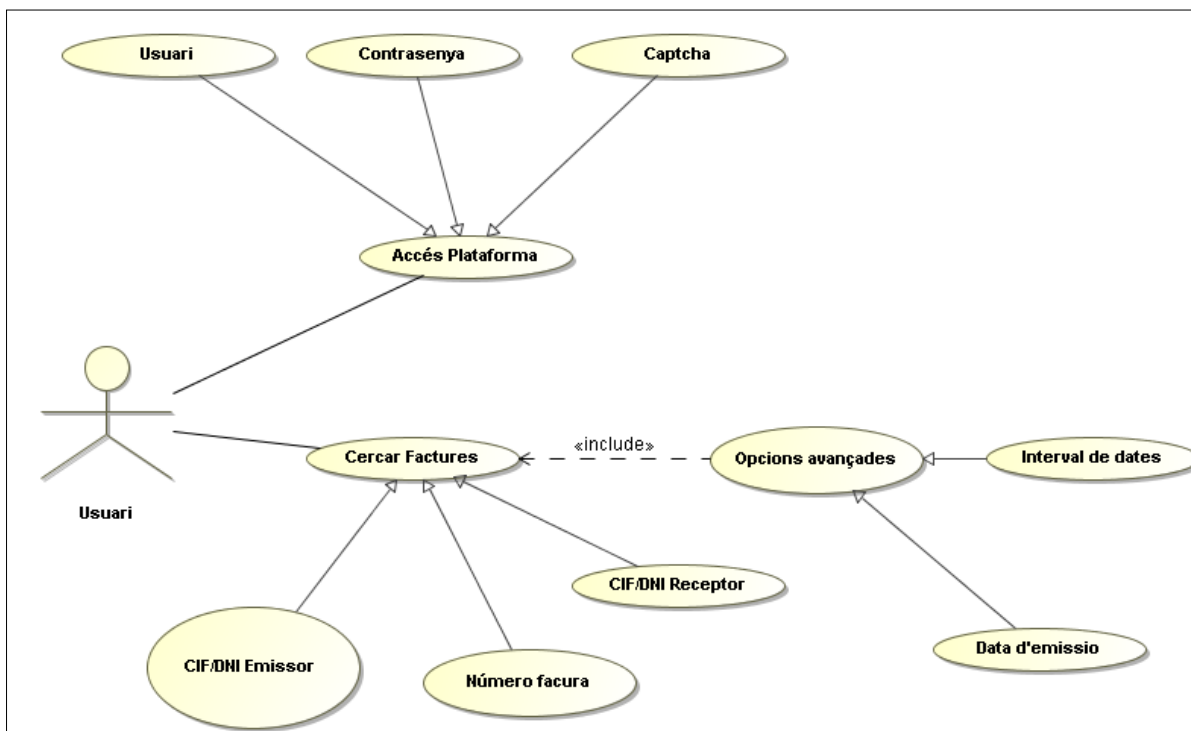 Usuari
Contrasenya
Captcha
Accés Plataforma
«include»
Cercar Factures
Opcions avançades
Interval de dates
Usuari
CIF/DNI Receptor
CIF/DNI Emissor
Número facura
Data d'emissio